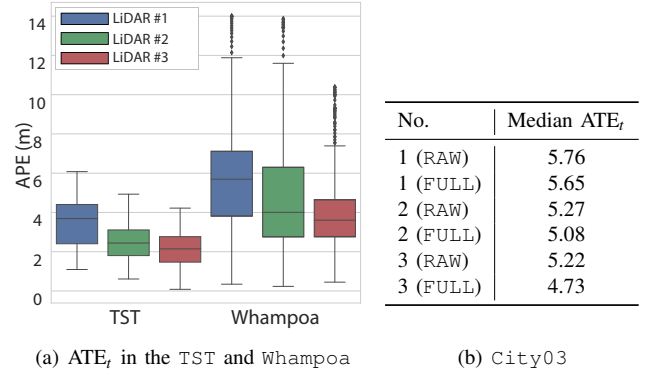 LiDAR #1
LiDAR #2
LiDAR #3
14
12
10
8
6
4
2
0
APE (m)
TST Whampoa
(a) ATEt in the TST and Whampoa
No. Median ATEt
1 (RAW) 5.76
1 (FULL) 5.65
2 (RAW) 5.27
2 (FULL) 5.08
3 (RAW) 5.22
3 (FULL) 4.73
(b) City03